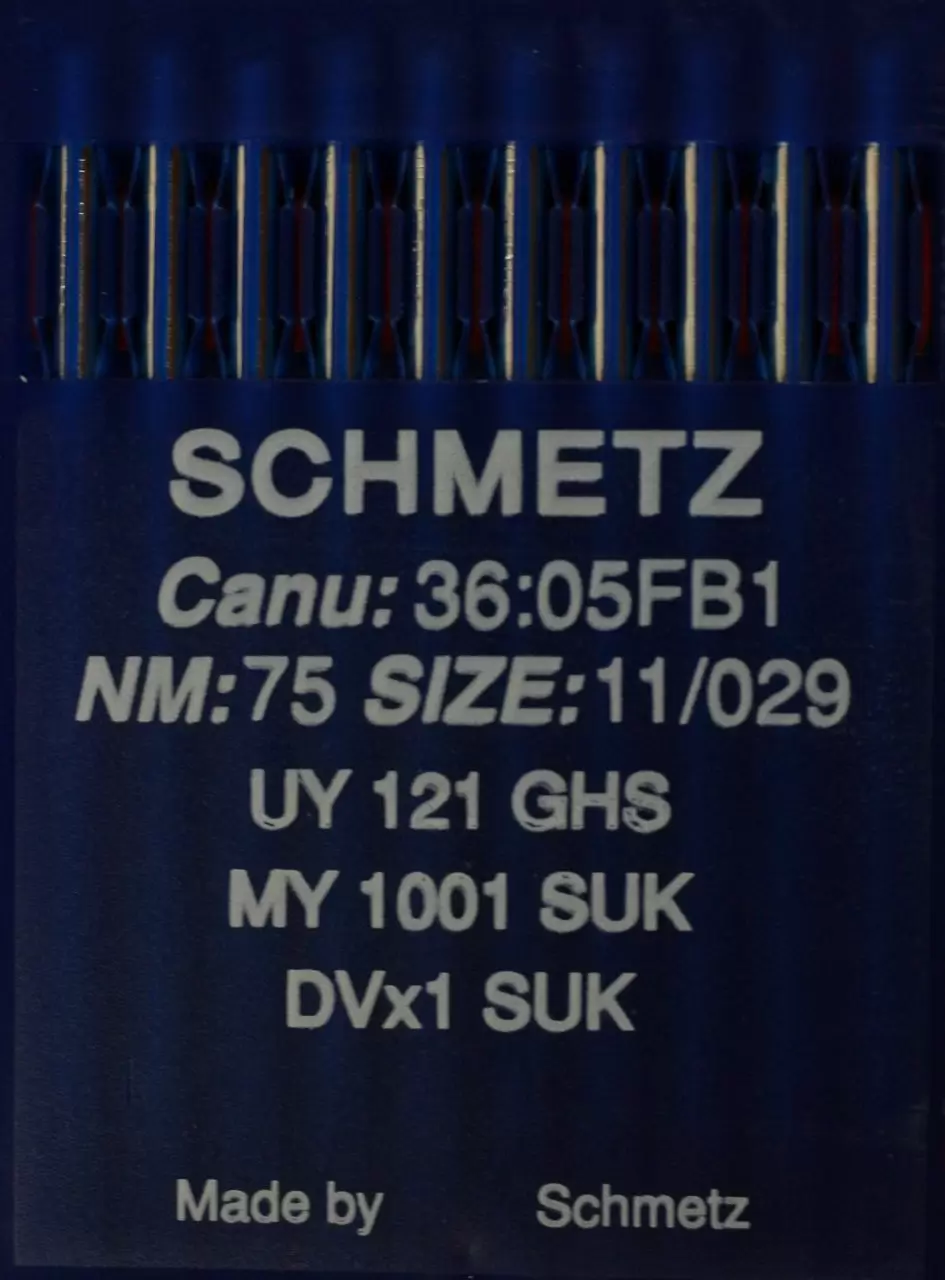 SCHMETZ
Canu: 36:05FB1
NM:75 SIZE:11/029
UY 121 GHS
MY 1001 SUK
DVx1 SUK
Made by Schmetz